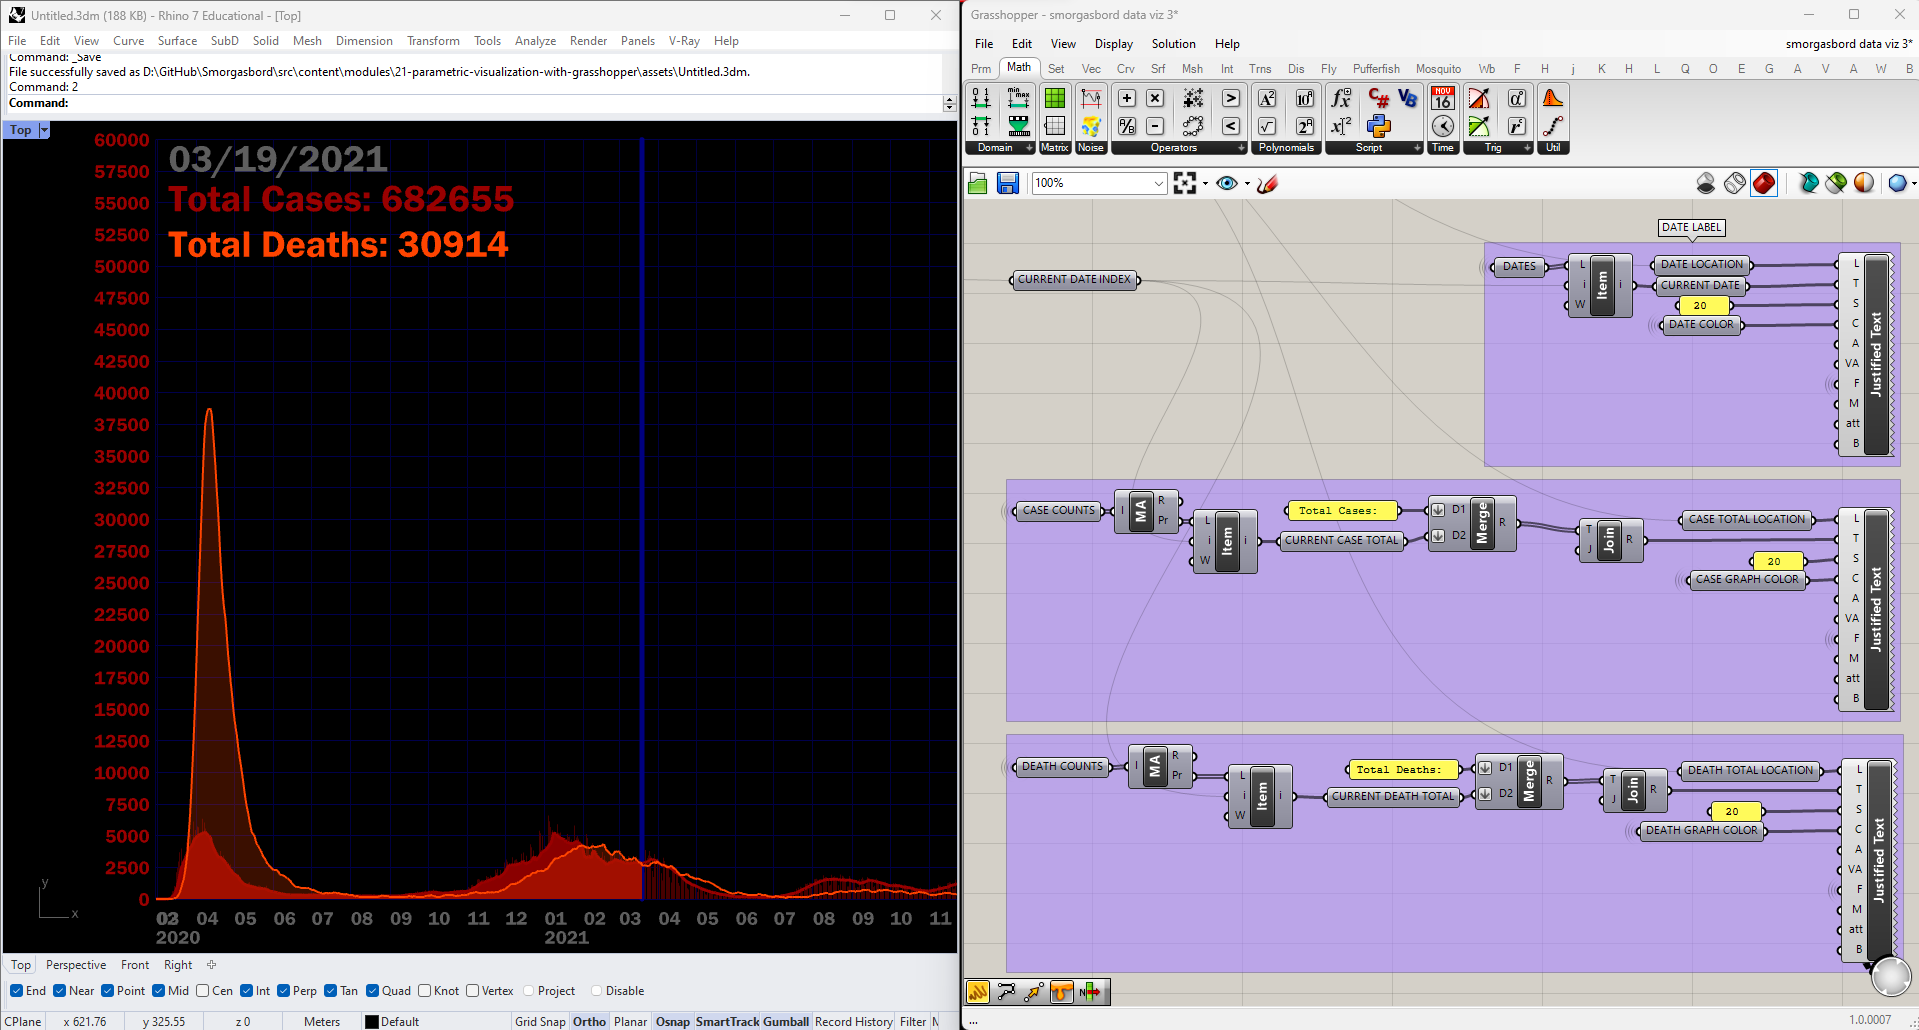 Untitled.3dm (188 KB) - Rhino 7 Educational - [Top]
File Edit View Curve Surface SubD Solid Mesh Dimension Transform Tools Analyze Render Panels V-Ray Help
Command: _Save
File successfully saved as D:\GitHub\Smorgasbord\src\content\modules\21-parametric-visualization-with-grasshopper\assets\Untitled.3dm.
Command: 2
Command:
Top
03/19/2021
Total Cases: 682655
Total Deaths: 30914
60000
57500
55000
52500
50000
47500
45000
42500
40000
37500
35000
32500
30000
27500
25000
22500
20000
17500
15000
12500
10000
7500
5000
2500
0
y
x
03 04 05 06 07 08 09 10 11 12 01 02 03 04 05 06 07 08 09 10 11
2020 2021
Top Perspective Front Right
End Near Point Mid Cen Int Perp Tan Quad Knot Vertex Project Disable
CPlane x 621.76 y 325.55 z 0 Meters Default Grid Snap Ortho Planar Osnap SmartTrack Gumball Record History Filter
Grasshopper - smorgasbord data viz 3*
File Edit View Display Solution Help smorgasbord data viz 3*
Prm Math Set Vec Crv Srf Msh Int Trns Dis Fly Pufferfish Mosquito Wb F H j K H L Q O E G A V A W B
Domain Matrix Noise Operators Polynomials Script Time Trig Util
NOV
16
100%
DATE LABEL
CURRENT DATE INDEX
DATES
L
i
W
Item
i
DATE LOCATION
CURRENT DATE
20
DATE COLOR
L
T
S
C
A
VA
F
M
att
B
Justified Text
CASE COUNTS
I
MA
R
Pr
L
i
W
Item
i
Total Cases:
CURRENT CASE TOTAL
D1
D2
Merge
R
T
J
Join
R
CASE TOTAL LOCATION
20
CASE GRAPH COLOR
L
T
S
C
A
VA
F
M
att
B
Justified Text
DEATH COUNTS
I
MA
R
Pr
L
i
W
Item
i
Total Deaths:
CURRENT DEATH TOTAL
D1
D2
Merge
R
T
J
Join
R
DEATH TOTAL LOCATION
20
DEATH GRAPH COLOR
L
T
S
C
A
VA
F
M
att
B
Justified Text
...
1.0.0007